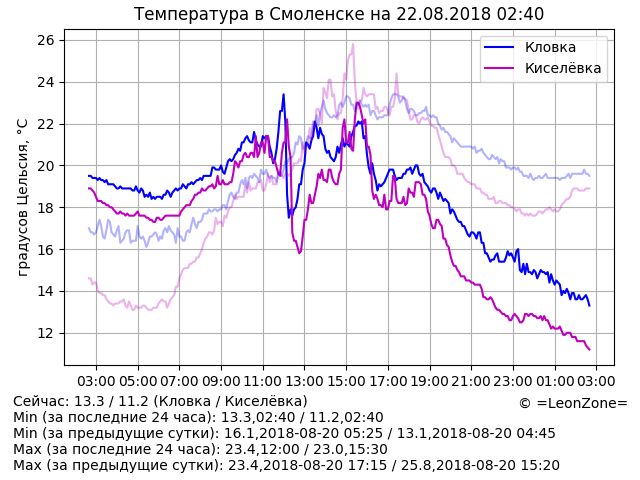 Температура в Смоленске на 22.08.2018 02:40
Кловка
Киселёвка
градусов Цельсия, °C
26
24
22
20
18
16
14
12
03:00 05:00 07:00 09:00 11:00 13:00 15:00 17:00 19:00 21:00 23:00 01:00 03:00
Сейчас: 13.3 / 11.2 (Кловка / Киселёвка)
© =LeonZone=
Min (за последние 24 часа): 13.3,02:40 / 11.2,02:40
Min (за предыдущие сутки): 16.1,2018-08-20 05:25 / 13.1,2018-08-20 04:45
Max (за последние 24 часа): 23.4,12:00 / 23.0,15:30
Max (за предыдущие сутки): 23.4,2018-08-20 17:15 / 25.8,2018-08-20 15:20